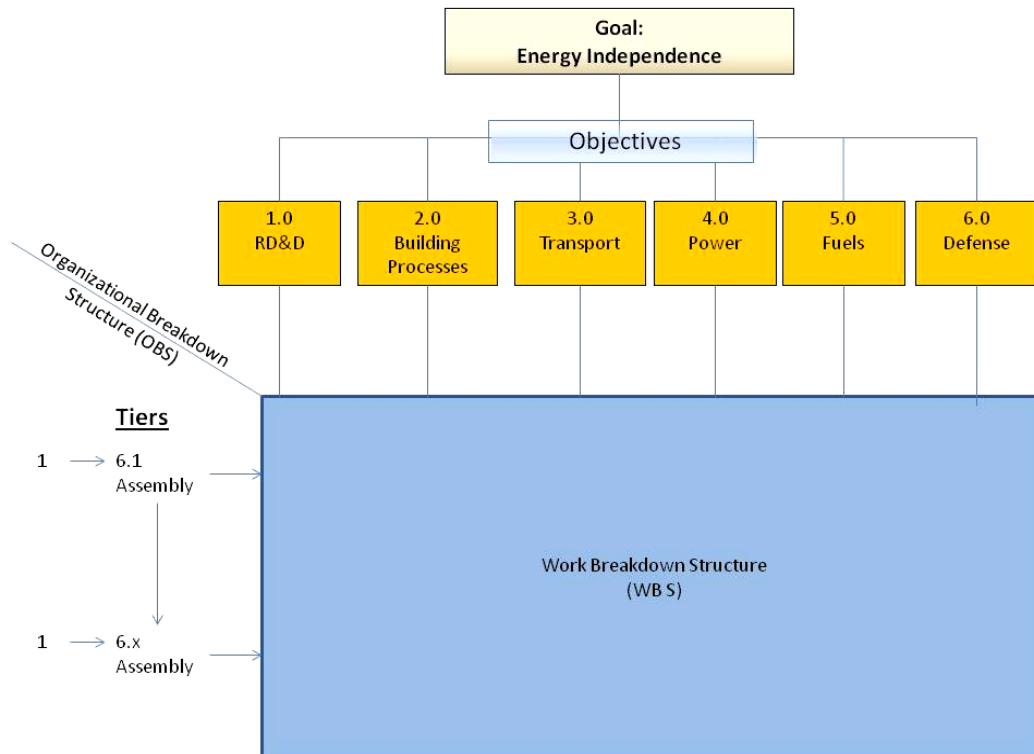 Goal:
Energy Independence
Objectives
1.0
RD&D
2.0
Building
Processes
3.0
Transport
4.0
Power
5.0
Fuels
6.0
Defense
Organizational Breakdown
Structure (OBS)
Tiers
1
6.1
Assembly
1
6.x
Assembly
Work Breakdown Structure
(WB S)